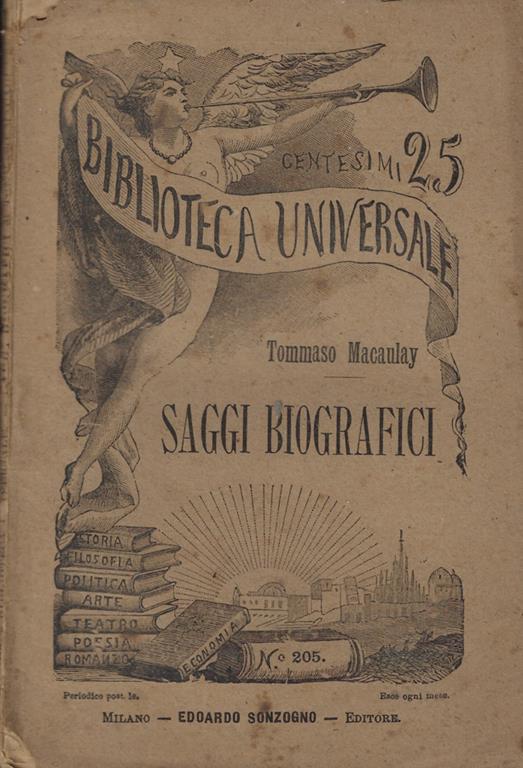 CENTESIMI 25
BIBLIOTECA UNIVERSALE
Tommaso Macaulay
SAGGI BIOGRAFICI
STORIA
FILOSOFIA
POLITICA
ARTE
TEATRO
POESIA
ROMANZO
ECONOMIA
N.o 205.
Periodico post. le. Esce ogni mese.
MILANO — EDOARDO SONZOGNO — EDITORE.